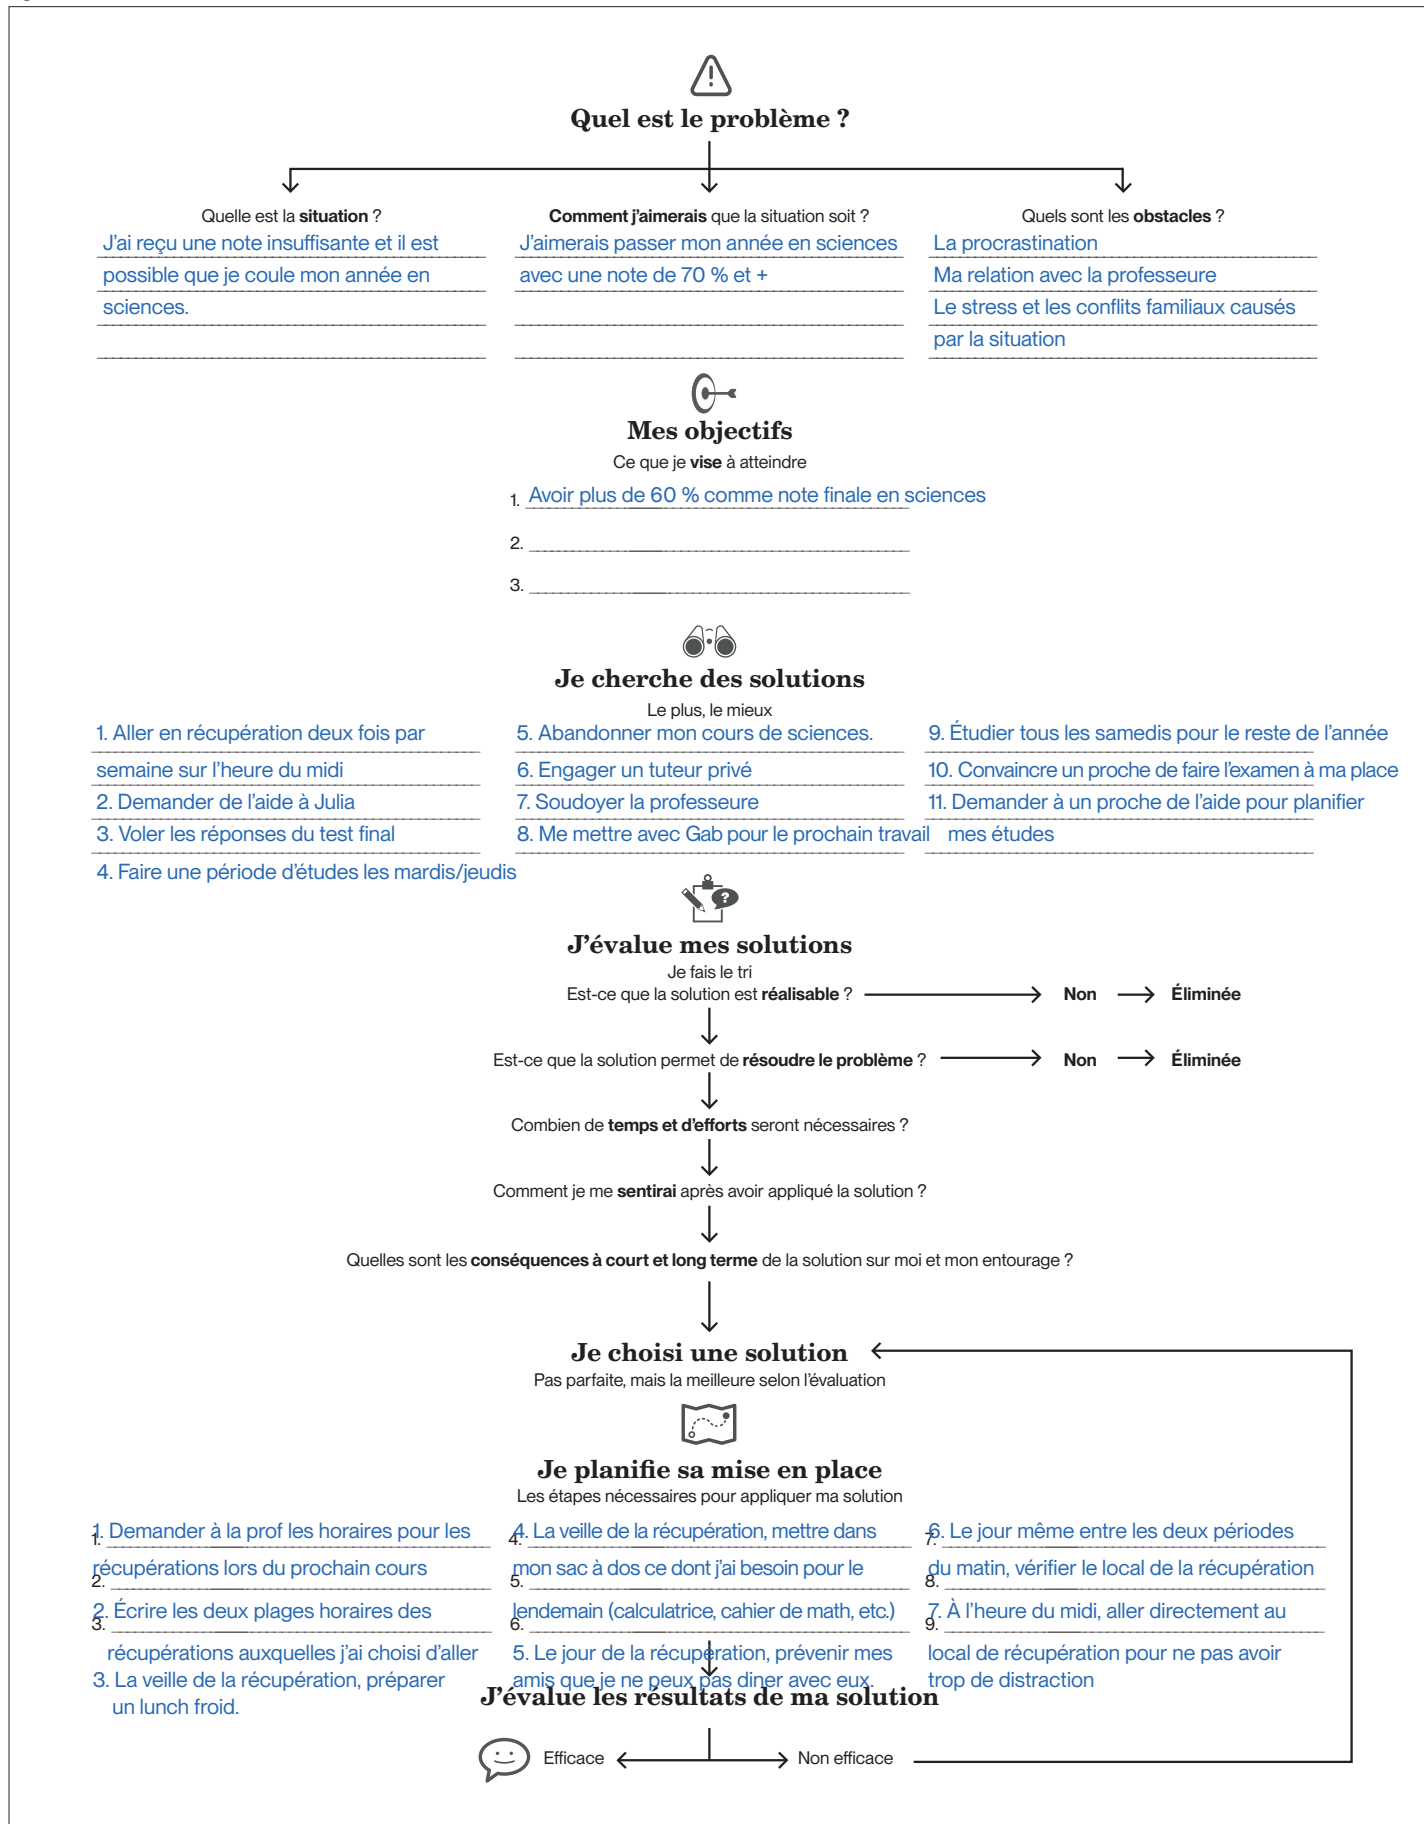 Quel est le problème ?
Quelle est la situation ?
J'ai reçu une note insuffisante et il est
possible que je coule mon année en
sciences.
Comment j'aimerais que la situation soit ?
J'aimerais passer mon année en sciences
avec une note de 70 % et +
Quels sont les obstacles ?
La procrastination
Ma relation avec la professeure
Le stress et les conflits familiaux causés
par la situation
Mes objectifs
Ce que je vise à atteindre
1. Avoir plus de 60 % comme note finale en sciences
2.
3.
Je cherche des solutions
Le plus, le mieux
1. Aller en récupération deux fois par
semaine sur l'heure du midi
2. Demander de l'aide à Julia
3. Voler les réponses du test final
4. Faire une période d'études les mardis/jeudis
5. Abandonner mon cours de sciences.
6. Engager un tuteur privé
7. Soudoyer la professeure
8. Me mettre avec Gab pour le prochain travail
9. Étudier tous les samedis pour le reste de l'année
10. Convaincre un proche de faire l'examen à ma place
11. Demander à un proche de l'aide pour planifier
mes études
J'évalue mes solutions
Je fais le tri
Est-ce que la solution est réalisable ? Non Éliminée
Est-ce que la solution permet de résoudre le problème ? Non Éliminée
Combien de temps et d'efforts seront nécessaires ?
Comment je me sentirai après avoir appliqué la solution ?
Quelles sont les conséquences à court et long terme de la solution sur moi et mon entourage ?
Je choisi une solution
Pas parfaite, mais la meilleure selon l'évaluation
Je planifie sa mise en place
Les étapes nécessaires pour appliquer ma solution
1.
1. Demander à la prof les horaires pour les
2.
récupérations lors du prochain cours
3.
2. Écrire les deux plages horaires des
récupérations auxquelles j'ai choisi d'aller
3. La veille de la récupération, préparer
un lunch froid.
4.
4. La veille de la récupération, mettre dans
5.
mon sac à dos ce dont j'ai besoin pour le
6.
lendemain (calculatrice, cahier de math, etc.)
5. Le jour de la récupération, prévenir mes
amis que je ne peux pas diner avec eux.
7.
6. Le jour même entre les deux périodes
8.
du matin, vérifier le local de la récupération
9.
7. À l'heure du midi, aller directement au
local de récupération pour ne pas avoir
trop de distraction
J'évalue les résultats de ma solution
Efficace Non efficace